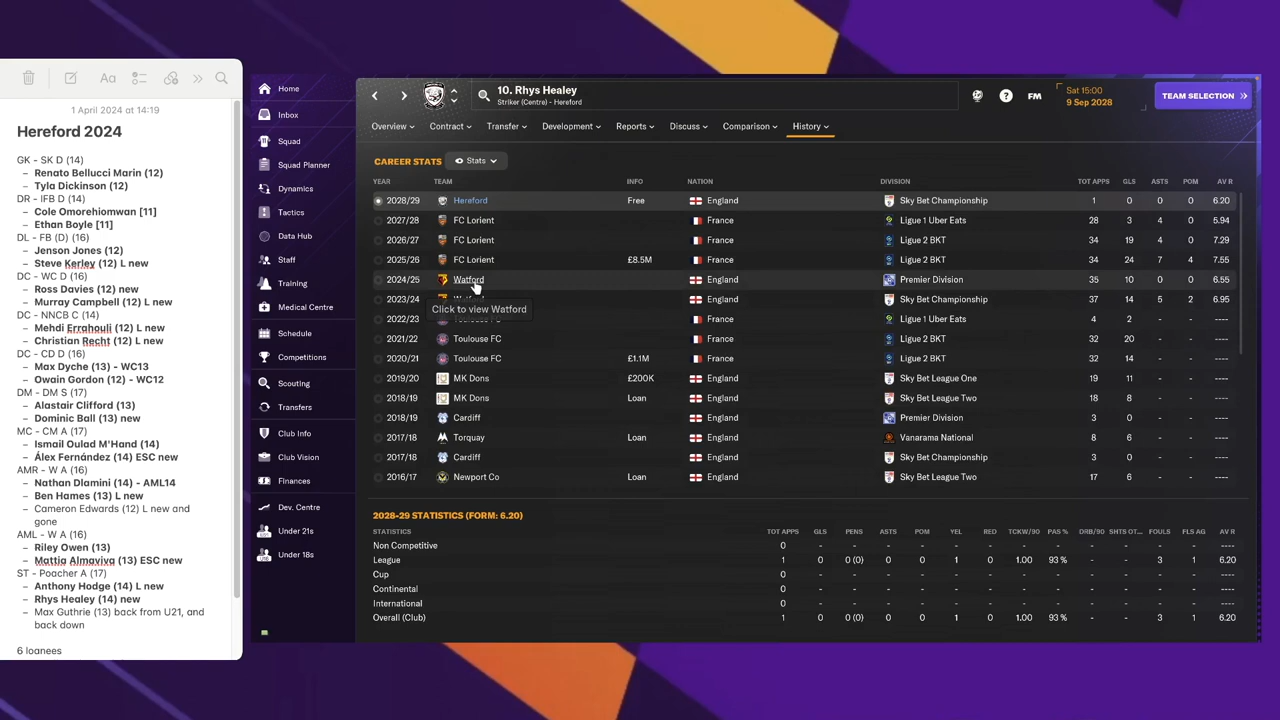 1 April 2024 at 14:19
Hereford 2024
GK - SK D (14)
– Renato Bellucci Marin (12)
– Tyla Dickinson (12)
DR - IFB D (14)
– Cole Omorehiomwan [11]
– Ethan Boyle [11]
DL - FB (D) (16)
– Jenson Jones (12)
– Steve Kerley (12) L new
DC - WC D (16)
– Ross Davies (12) new
– Murray Campbell (12) L new
DC - NNCB C (14)
– Mehdi Errahouli (12) L new
– Christian Recht (12) L new
DC - CD D (16)
– Max Dyche (13) - WC13
– Owain Gordon (12) - WC12
DM - DM S (17)
– Alastair Clifford (13)
– Dominic Ball (13) new
MC - CM A (17)
– Ismail Oulad M'Hand (14)
– Álex Fernández (14) ESC new
AMR - W A (16)
– Nathan Dlamini (14) - AML14
– Ben Hames (13) L new
– Cameron Edwards (12) L new and
gone
AML - W A (16)
– Riley Owen (13)
– Mattia Almaviva (13) ESC new
ST - Poacher A (17)
– Anthony Hodge (14) L new
– Rhys Healey (14) new
– Max Guthrie (13) back from U21, and
back down
6 loanees
Home
Inbox
Squad
Squad Planner
Dynamics
Tactics
Data Hub
Staff
Training
Medical Centre
Schedule
Competitions
Scouting
Transfers
Club Info
Club Vision
Finances
Dev. Centre
Under 21s
Under 18s
10. Rhys Healey
Striker (Centre) - Hereford
FM
Sat 15:00
9 Sep 2028
TEAM SELECTION
Overview Contract Transfer Development Reports Discuss Comparison History
CAREER STATS Stats
YEAR TEAM INFO NATION DIVISION TOT APPS GLS ASTS POM AV R
2028/29 Hereford Free England Sky Bet Championship 1 0 0 0 6.20
2027/28 FC Lorient France Ligue 1 Uber Eats 28 3 4 0 5.94
2026/27 FC Lorient France Ligue 2 BKT 34 19 4 0 7.29
2025/26 FC Lorient £8.5M France Ligue 2 BKT 34 24 7 4 7.55
2024/25 Watford England Premier Division 35 10 0 0 6.55
2023/24 Watford England Sky Bet Championship 37 14 5 2 6.95
Click to view Watford
2022/23 Toulouse FC France Ligue 1 Uber Eats 4 2 - - ----
2021/22 Toulouse FC France Ligue 2 BKT 32 20 - - ----
2020/21 Toulouse FC £1.1M France Ligue 2 BKT 32 14 - - ----
2019/20 MK Dons £200K England Sky Bet League One 19 11 - - ----
2018/19 MK Dons Loan England Sky Bet League Two 18 8 - - ----
2018/19 Cardiff England Premier Division 3 0 - - ----
2017/18 Torquay Loan England Vanarama National 8 6 - - ----
2017/18 Cardiff England Sky Bet Championship 3 0 - - ----
2016/17 Newport Co Loan England Sky Bet League Two 17 6 - - ----
2028-29 STATISTICS (FORM: 6.20)
STATISTICS TOT APPS GLS PENS ASTS POM YEL RED TCKW/90 PAS % DRB/90 SHTS OT... FOULS FLS AG AV R
Non Competitive 0 - - - - - - - - - - - - ----
League 1 0 0 (0) 0 0 1 0 1.00 93 % - - 3 1 6.20
Cup 0 - - - - - - - - - - - - ----
Continental 0 - - - - - - - - - - - - ----
International 0 - - - - - - - - - - - - ----
Overall (Club) 1 0 0 (0) 0 0 1 0 1.00 93 % - - 3 1 6.20